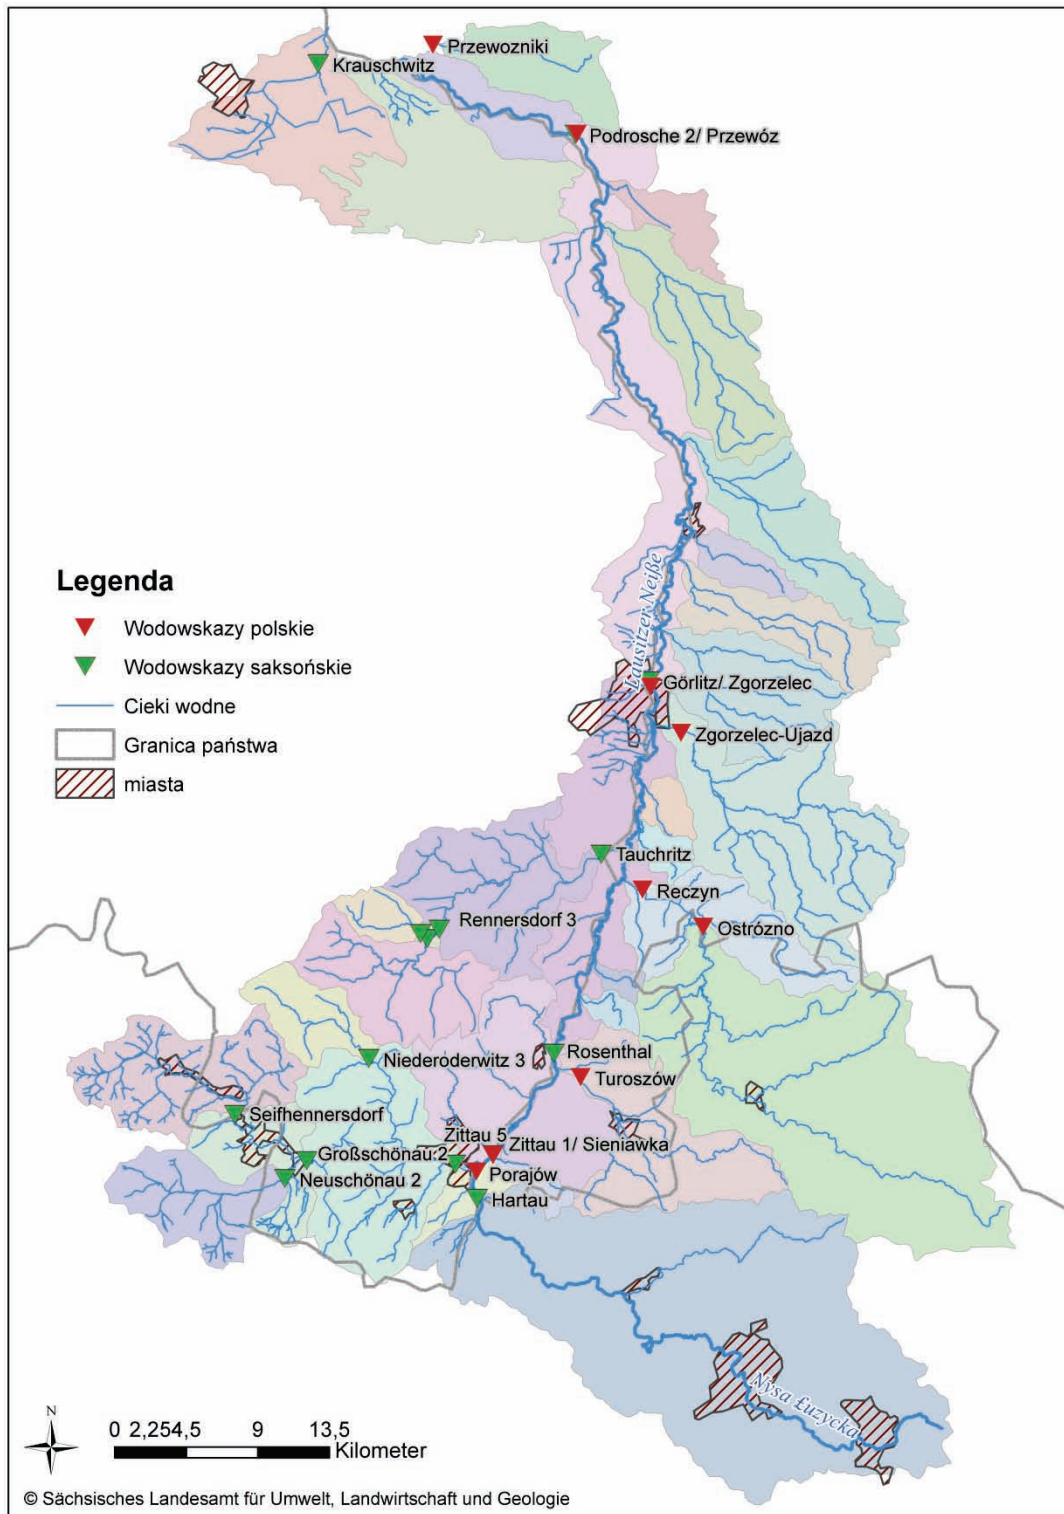 Przewozniki
Krauschwitz
Podrosche 2/ Przewóz
Lausitzer Neiße
Legenda
Wodowskazy polskie
Wodowskazy saksońskie
Cieki wodne
Granica państwa
miasta
Görlitz/ Zgorzelec
Zgorzelec-Ujazd
Tauchritz
Reczyn
Rennersdorf 3
Ostrózno
Rosenthal
Niederoderwitz 3
Turoszów
Seifhennersdorf
Zittau 5
Zittau 1/ Sieniawka
Großschönau 2
Porajów
Neuschönau 2
Hartau
Nysa Łuzycka
N
0 2,254,5 9 13,5
Kilometer
© Sächsisches Landesamt für Umwelt, Landwirtschaft und Geologie